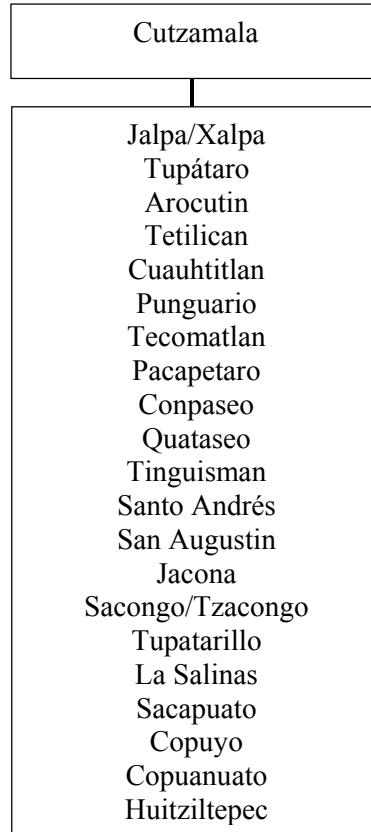 Cutzamala
Jalpa/Xalpa
Tupátaro
Arocutin
Tetilican
Cuauhtitlan
Punguario
Tecomatlan
Pacapetaro
Conpaseo
Quataseo
Tinguisman
Santo Andrés
San Augustin
Jacona
Sacongo/Tzacongo
Tupatarillo
La Salinas
Sacapuato
Copuyo
Copuanuato
Huitziltepec